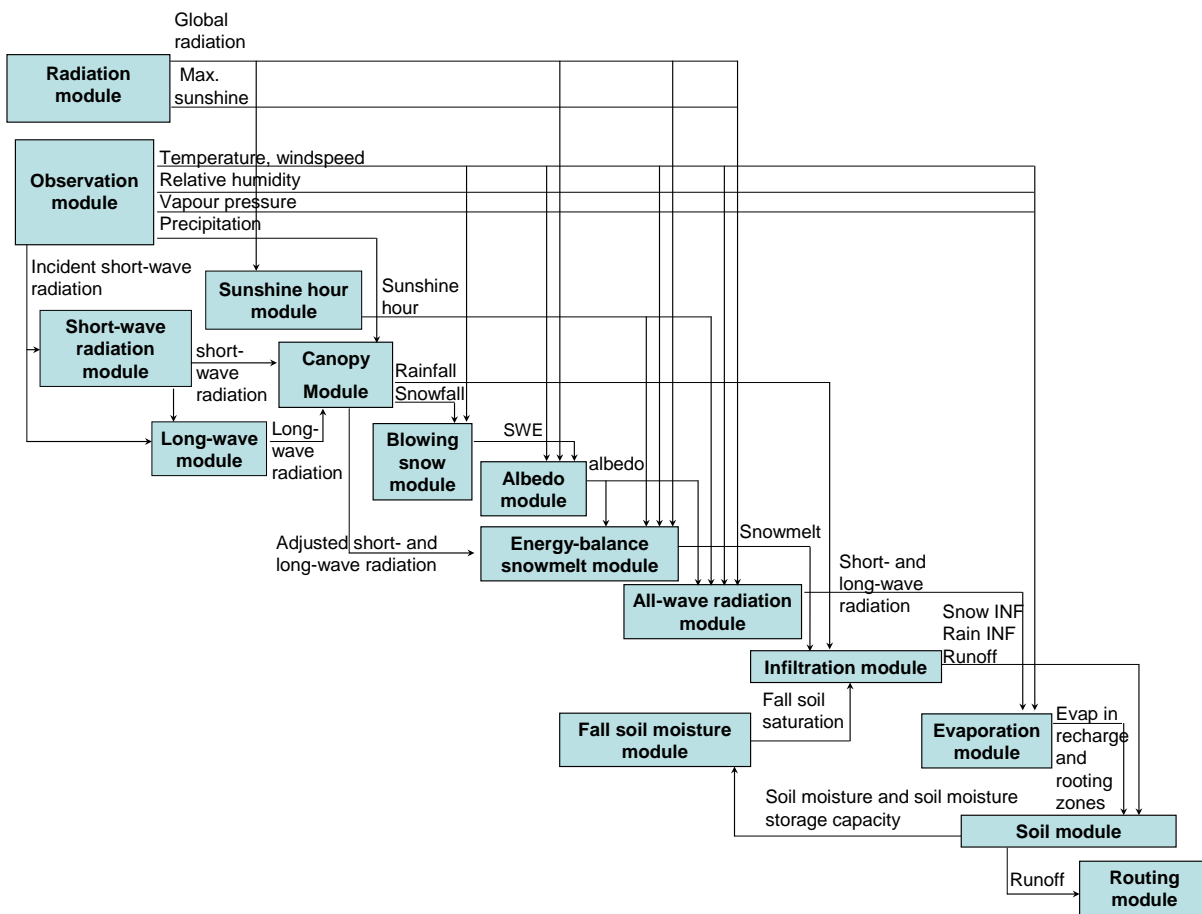 Global
radiation
Radiation
module
Max.
sunshine
Observation
module
Temperature, windspeed
Relative humidity
Vapour pressure
Precipitation
Incident short-wave
radiation
Sunshine hour
module
Sunshine
hour
Short-wave
radiation
module
short-
wave
radiation
Canopy
Module
Rainfall
Snowfall
Long-wave
module
Long-
wave
radiation
Blowing
snow
module
SWE
Albedo
module
albedo
Adjusted short- and
long-wave radiation
Energy-balance
snowmelt module
Snowmelt
All-wave radiation
module
Short- and
long-wave
radiation
Infiltration module
Snow INF
Rain INF
Runoff
Fall soil moisture
module
Fall soil
saturation
Evaporation
module
Evap in
recharge
and
rooting
zones
Soil moisture and soil moisture
storage capacity
Soil module
Runoff
Routing
module